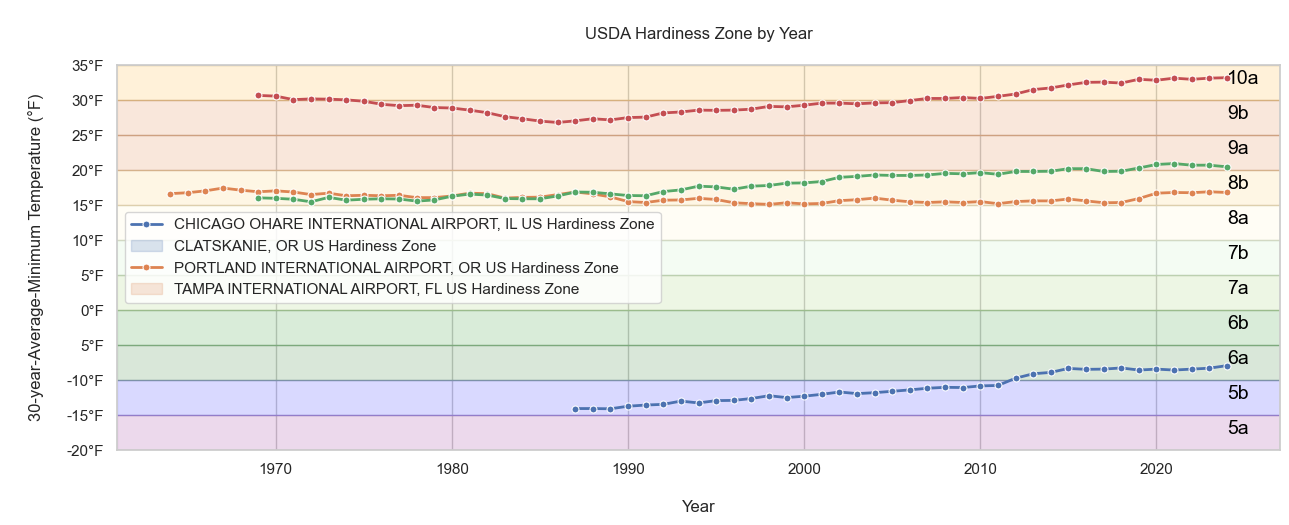 USDA Hardiness Zone by Year
30-year-Average-Minimum Temperature (°F)
35°F
30°F
25°F
20°F
15°F
10°F
5°F
0°F
5°F
-10°F
-15°F
-20°F
10a
9b
9a
8b
8a
7b
7a
6b
6a
5b
5a
CHICAGO OHARE INTERNATIONAL AIRPORT, IL US Hardiness Zone
CLATSKANIE, OR US Hardiness Zone
PORTLAND INTERNATIONAL AIRPORT, OR US Hardiness Zone
TAMPA INTERNATIONAL AIRPORT, FL US Hardiness Zone
1970 1980 1990 2000 2010 2020
Year